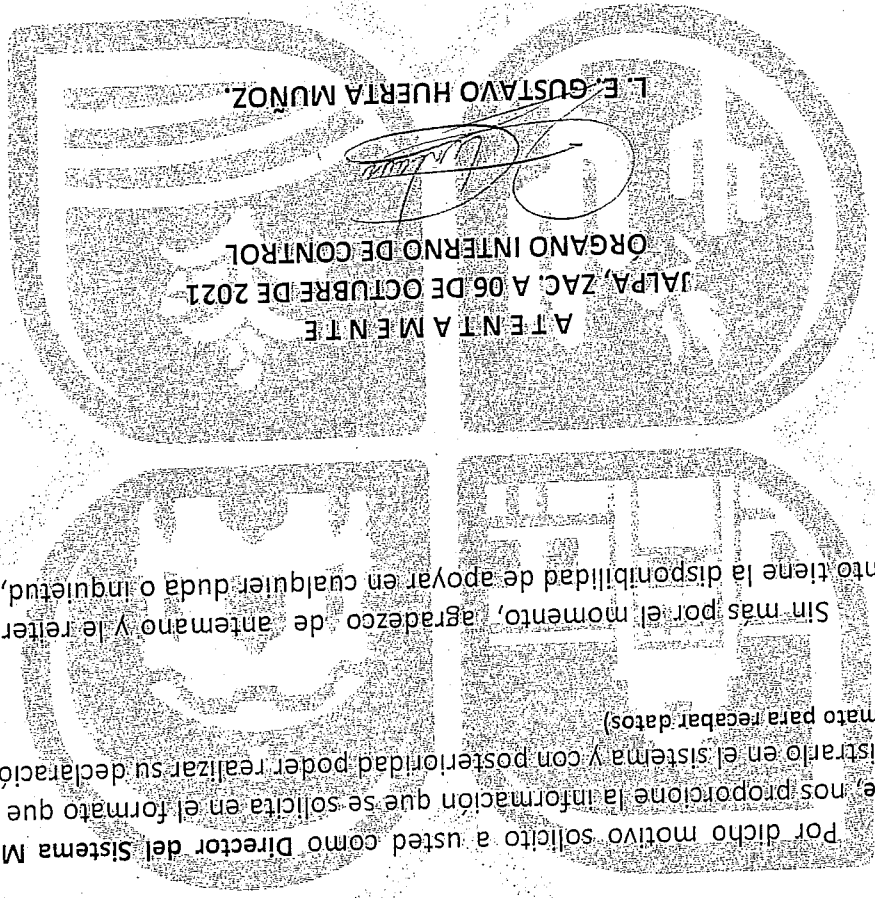 Por dicho motivo solicito a usted como Director del Sistema M
e, nos proporcione la información que se solicita en el formato que
istrarlo en el sistema y con posterioridad poder realizar su declaració
mato para recabar datos)
Sin más por el momento, agradezco de antemano y le reiter
nto tiene la disponibilidad de apoyar en cualquier duda o inquietud,
A T E N T A M E N T E
JALPA, ZAC. A 06 DE OCTUBRE DE 2021
ÓRGANO INTERNO DE CONTROL
L. E. GUSTAVO HUERTA MUÑOZ.